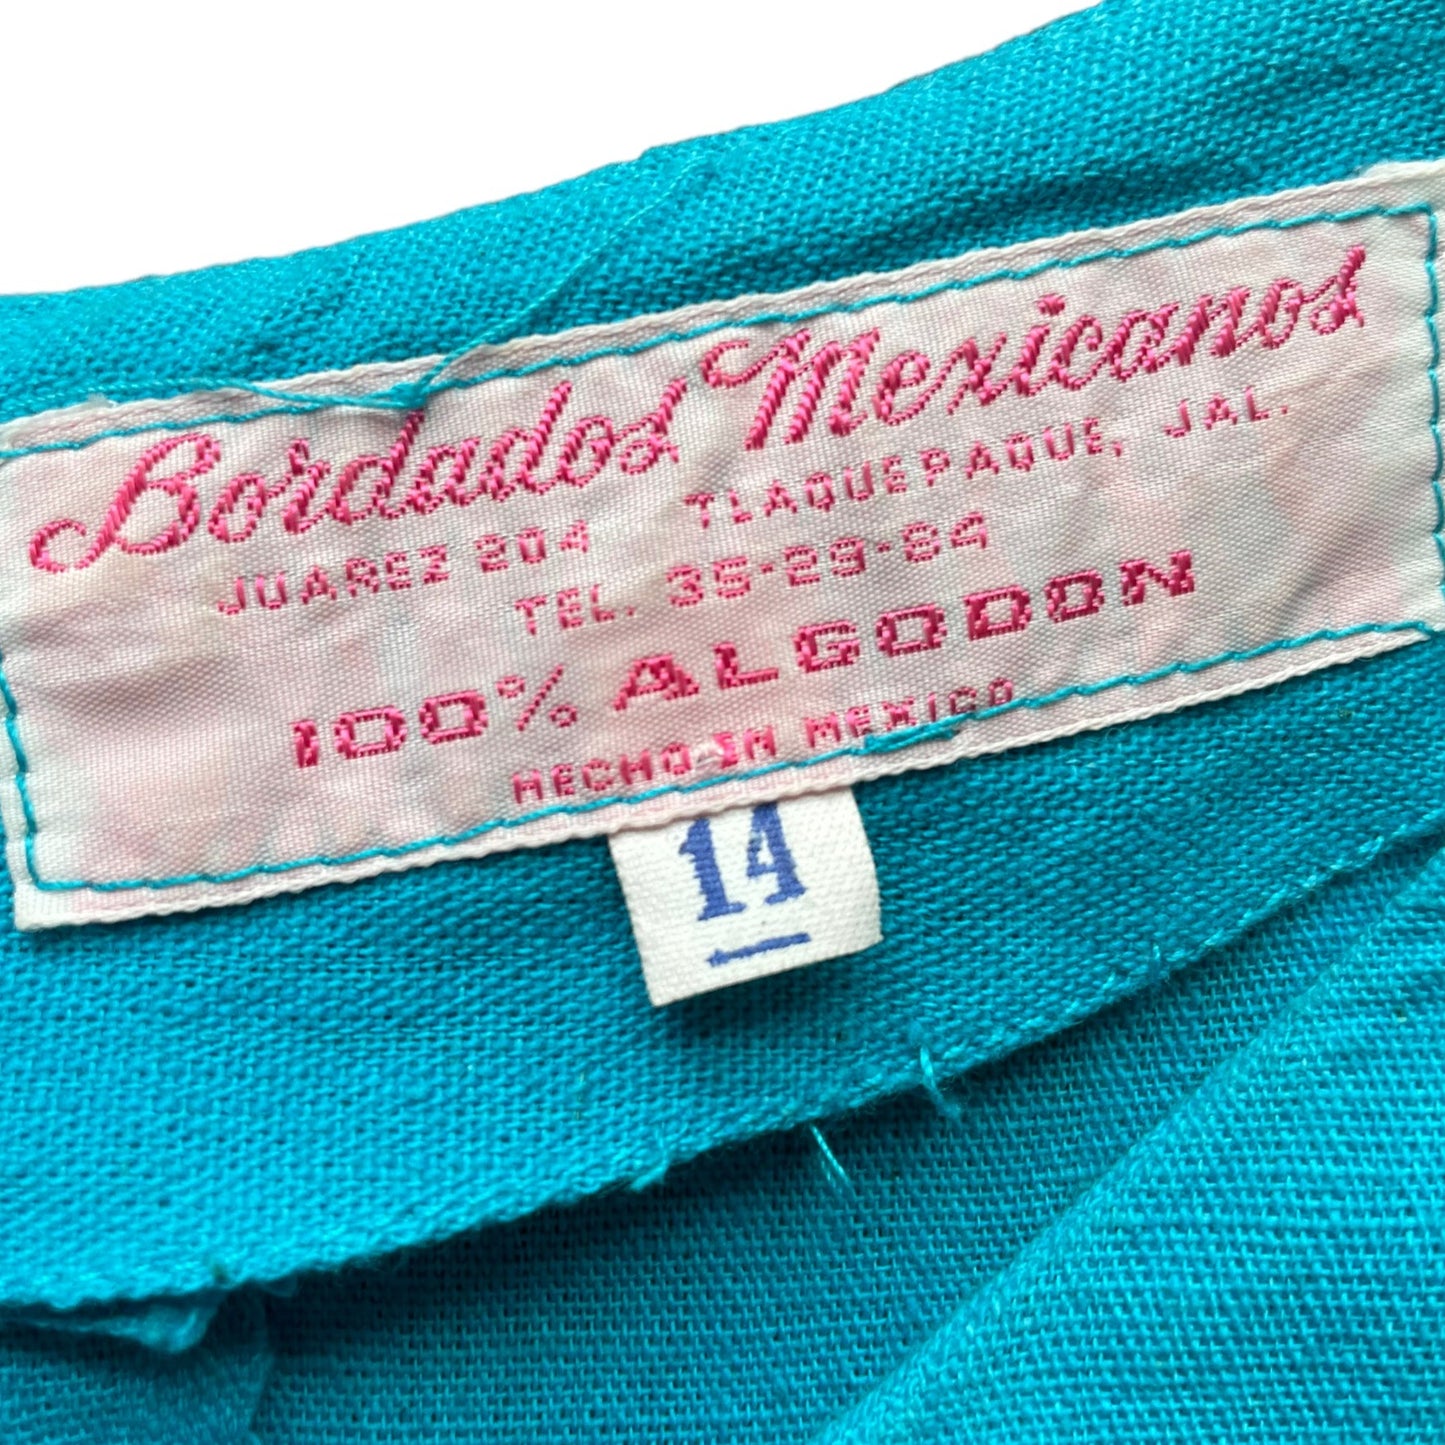 Bordados Mexicanos
JUAREZ 204 TLAQUEPAQUE, JAL.
TEL. 35-29-84
100% ALGODON
HECHO EN MEXICO
14